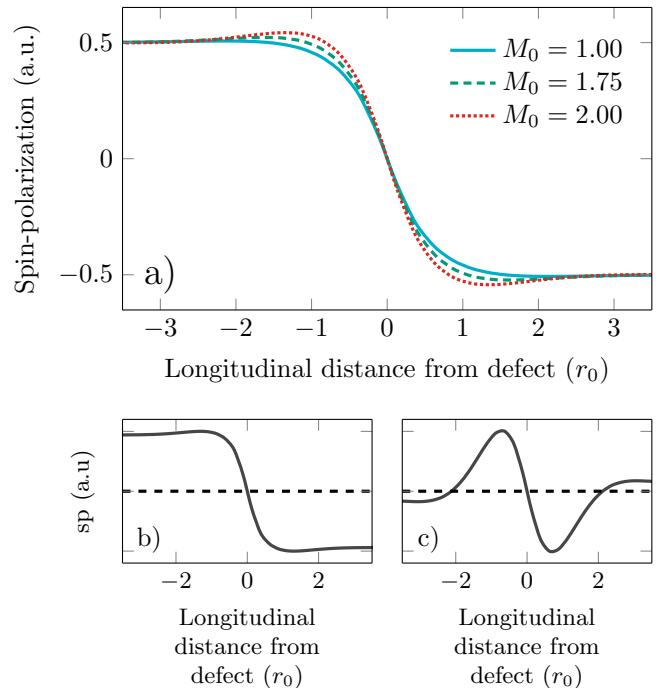 0.5
0
−0.5
Spin-polarization (a.u.)
M₀ = 1.00
M₀ = 1.75
M₀ = 2.00
a)
−3 −2 −1 0 1 2 3
Longitudinal distance from defect (r₀)
sp (a.u)
b)
−2 0 2
Longitudinal
distance from
defect (r₀)
c)
−2 0 2
Longitudinal
distance from
defect (r₀)